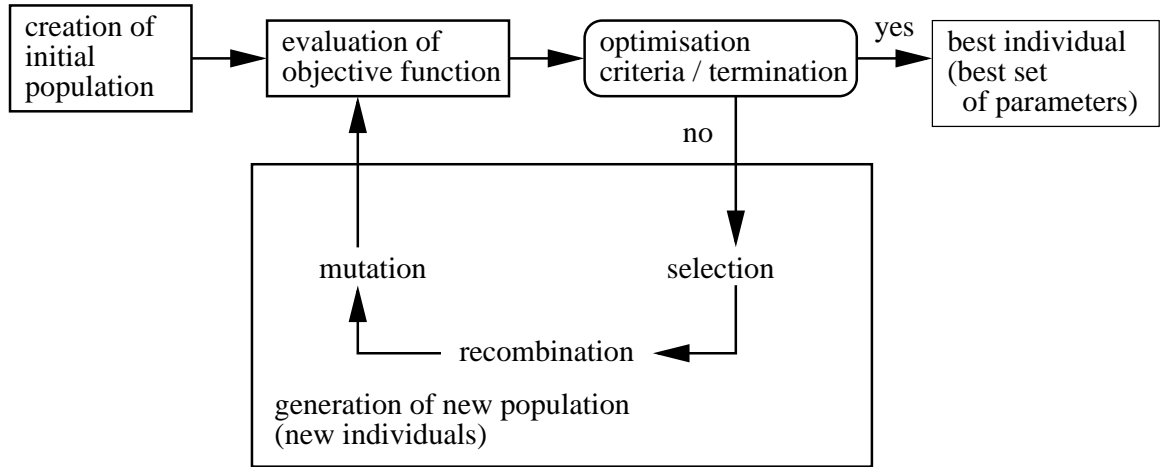 creation of
initial
population
evaluation of
objective function
optimisation
criteria / termination
yes
best individual
(best set
of parameters)
no
mutation
selection
recombination
generation of new population
(new individuals)